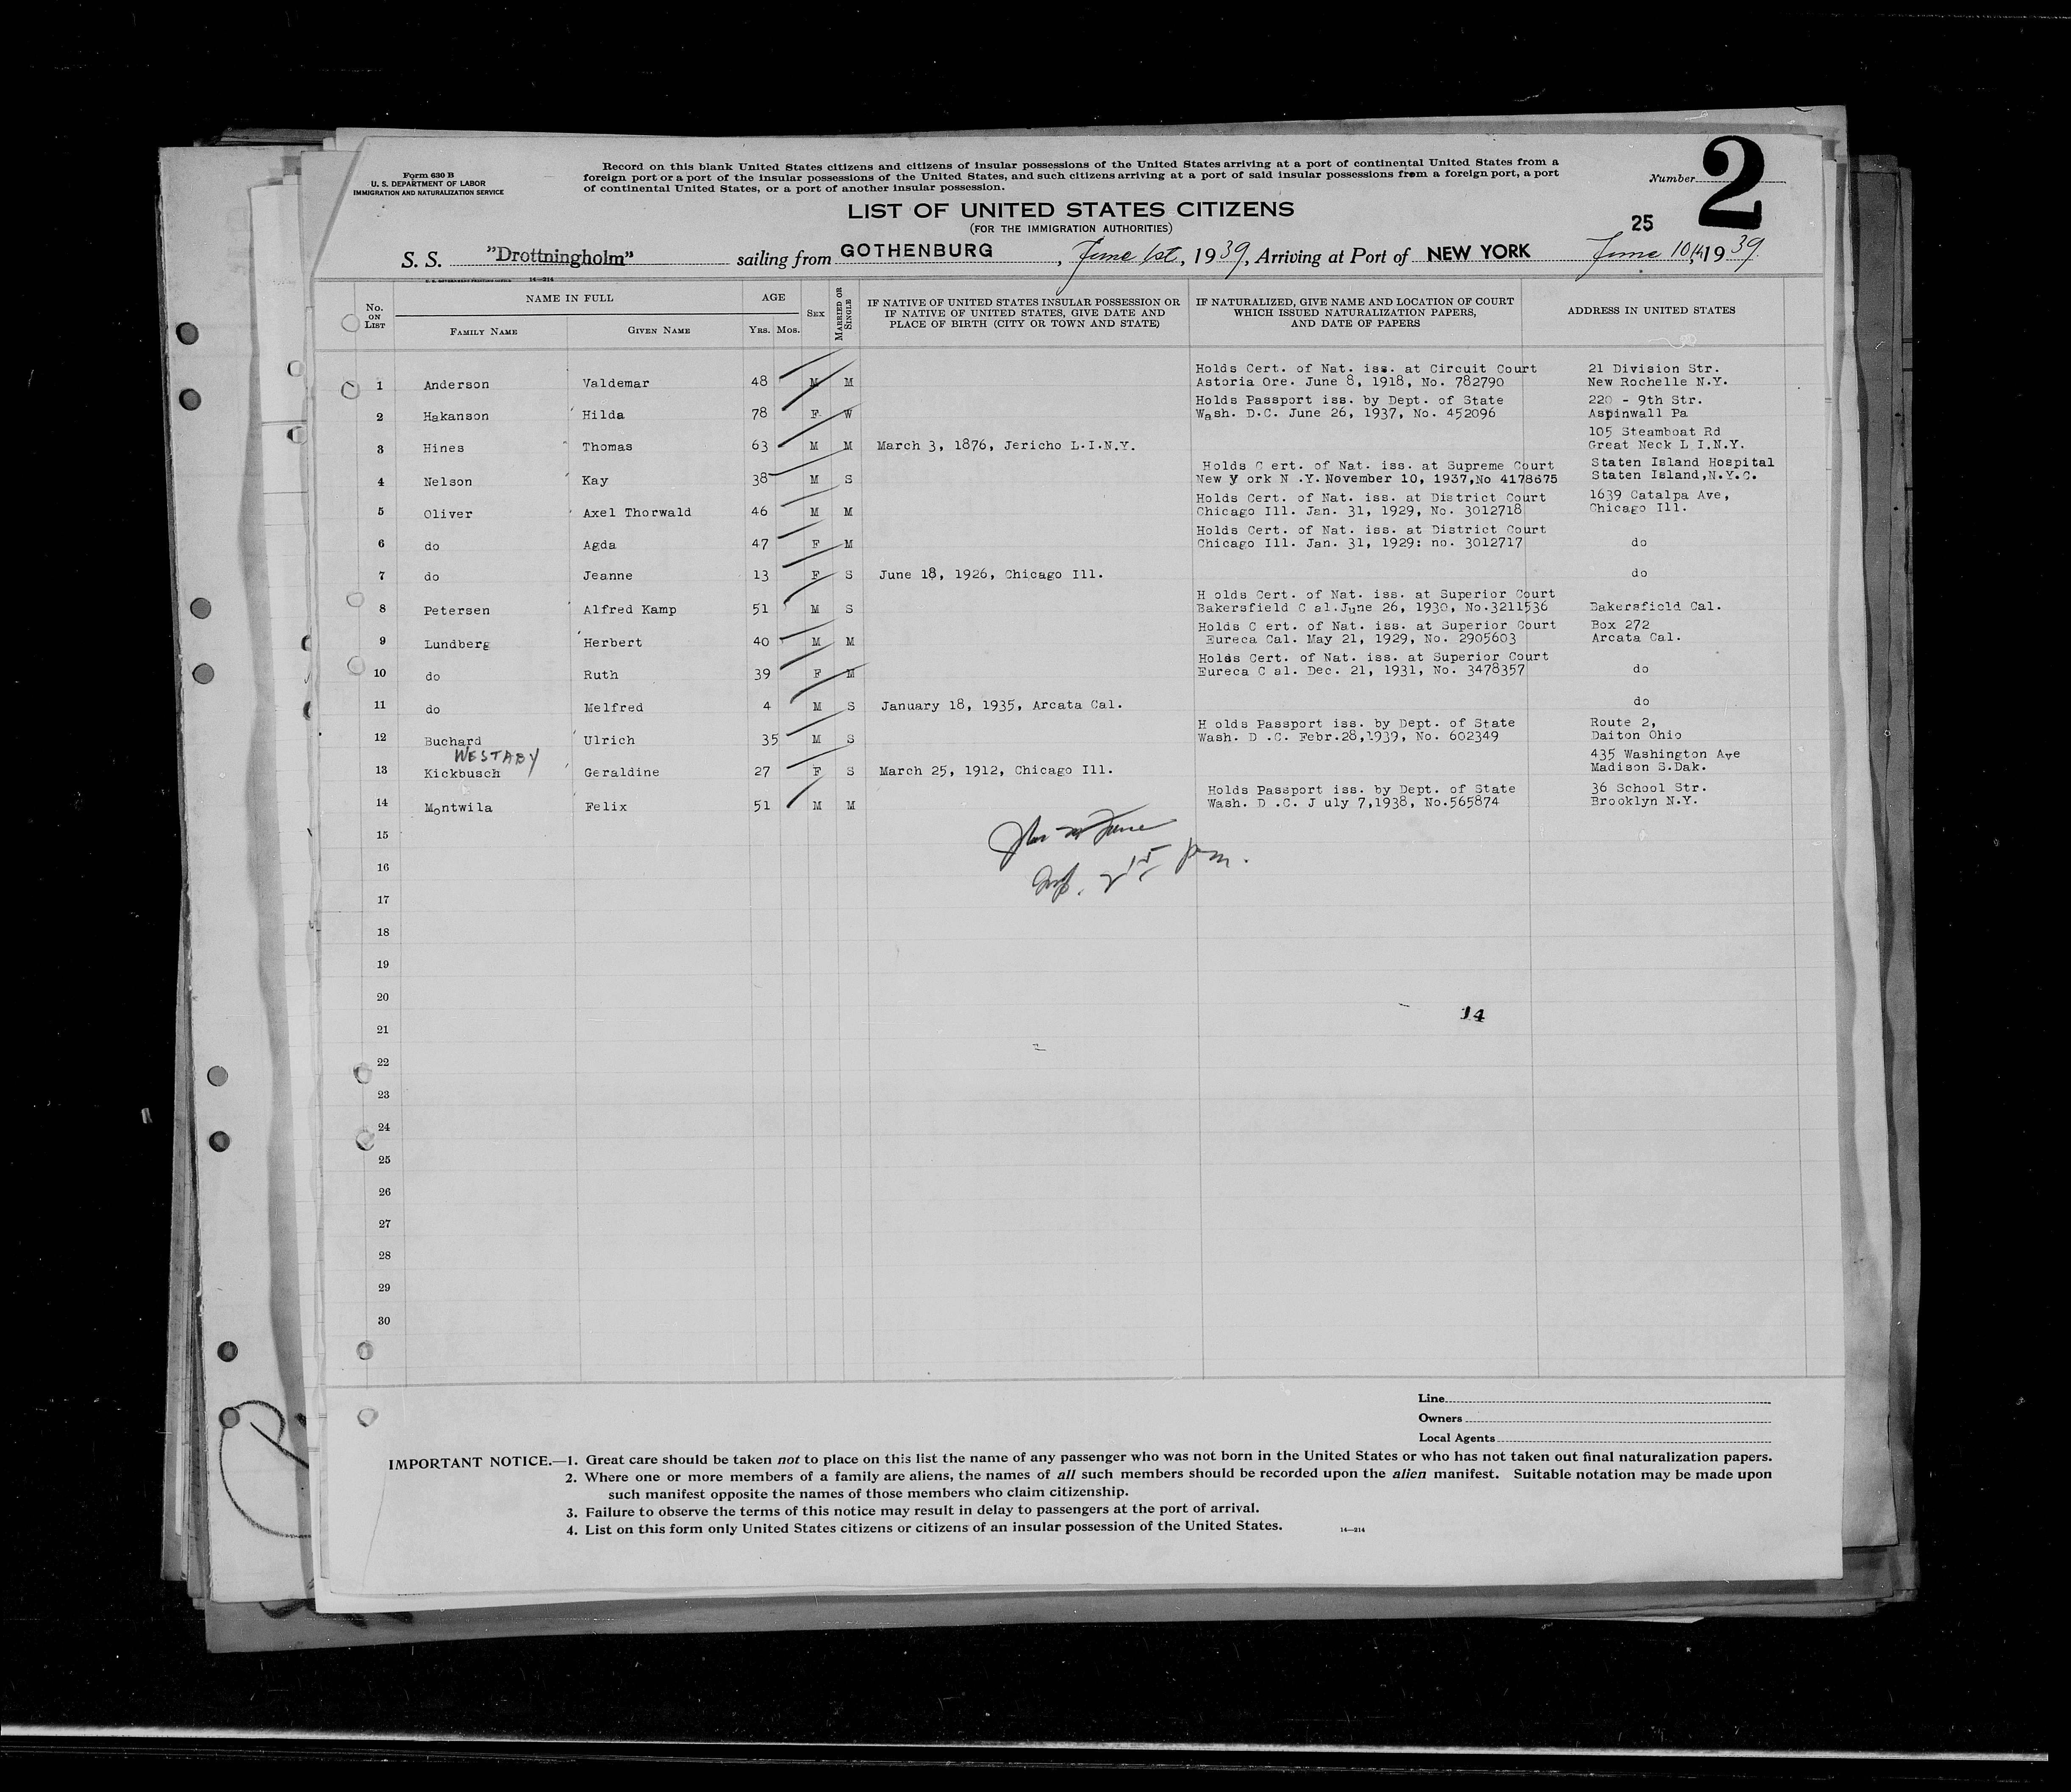 Form 630 B
U. S. DEPARTMENT OF LABOR
IMMIGRATION AND NATURALIZATION SERVICE
Record on this blank United States citizens and citizens of insular possessions of the United States arriving at a port of continental United States from a
foreign port or a port of the insular possessions of the United States, and such citizens arriving at a port of said insular possessions from a foreign port, a port
of continental United States, or a port of another insular possession.
Number 2
LIST OF UNITED STATES CITIZENS
(FOR THE IMMIGRATION AUTHORITIES)
25
S. S. "Drottningholm" sailing from GOTHENBURG, June 1st, 1939, Arriving at Port of NEW YORK June 10th, 1939.
U. S. GOVERNMENT PRINTING OFFICE 14—214
No. ON LIST
NAME IN FULL
FAMILY NAME GIVEN NAME
AGE
YRS. MOS.
SEX
MARRIED OR SINGLE
IF NATIVE OF UNITED STATES INSULAR POSSESSION OR
IF NATIVE OF UNITED STATES, GIVE DATE AND
PLACE OF BIRTH (CITY OR TOWN AND STATE)
IF NATURALIZED, GIVE NAME AND LOCATION OF COURT
WHICH ISSUED NATURALIZATION PAPERS,
AND DATE OF PAPERS
ADDRESS IN UNITED STATES
Holds Cert. of Nat. iss. at Circuit Court 21 Division Str.
1 Anderson Valdemar 48 M M Astoria Ore. June 8, 1918, No. 782790 New Rochelle N.Y.
Holds Passport iss. by Dept. of State 220 - 9th Str.
2 Hakanson Hilda 78 F W Wash. D.C. June 26, 1937, No. 452096 Aspinwall Pa
105 Steamboat Rd
3 Hines Thomas 63 M M March 3, 1876, Jericho L.I.N.Y. Great Neck L I.N.Y.
Holds C ert. of Nat. iss. at Supreme Court Staten Island Hospital
4 Nelson Kay 38 M S New y ork N .Y. November 10, 1937,No 4178675 Staten Island,N.Y.C.
Holds Cert. of Nat. iss. at District Court 1639 Catalpa Ave,
5 Oliver Axel Thorwald 46 M M Chicago Ill. Jan. 31, 1929, No. 3012718 Chicago Ill.
Holds Cert. of Nat. iss. at District Court
6 do Agda 47 F M Chicago Ill. Jan. 31, 1929: no. 3012717 do
7 do Jeanne 13 F S June 18, 1926, Chicago Ill. do
H olds Cert. of Nat. iss. at Superior Court
8 Petersen Alfred Kamp 51 M S Bakersfield C al.June 26, 1930, No.3211536 Bakersfield Cal.
Holds C ert. of Nat. iss. at Superior Court Box 272
9 Lundberg Herbert 40 M M Eureca Cal. May 21, 1929, No. 2905603 Arcata Cal.
Holds Cert. of Nat. iss. at Superior Court
10 do Ruth 39 F M Eureca C al. Dec. 21, 1931, No. 3478357 do
11 do Melfred 4 M S January 18, 1935, Arcata Cal. do
H olds Passport iss. by Dept. of State Route 2,
12 Buchard Ulrich 35 M S Wash. D .C. Febr.28,1939, No. 602349 Daiton Ohio
WESTABY 435 Washington Ave
13 Kickbusch Geraldine 27 F S March 25, 1912, Chicago Ill. Madison S.Dak.
Holds Passport iss. by Dept. of State 36 School Str.
14 Montwila Felix 51 M M Wash. D .C. J uly 7,1938, No.565874 Brooklyn N.Y.
15
2 15 pm.
16
17
18
19
20
14
21
22
23
24
25
26
27
28
29
30
Line
Owners
Local Agents
IMPORTANT NOTICE.—1. Great care should be taken not to place on this list the name of any passenger who was not born in the United States or who has not taken out final naturalization papers.
2. Where one or more members of a family are aliens, the names of all such members should be recorded upon the alien manifest. Suitable notation may be made upon
such manifest opposite the names of those members who claim citizenship.
3. Failure to observe the terms of this notice may result in delay to passengers at the port of arrival.
4. List on this form only United States citizens or citizens of an insular possession of the United States.
14—214